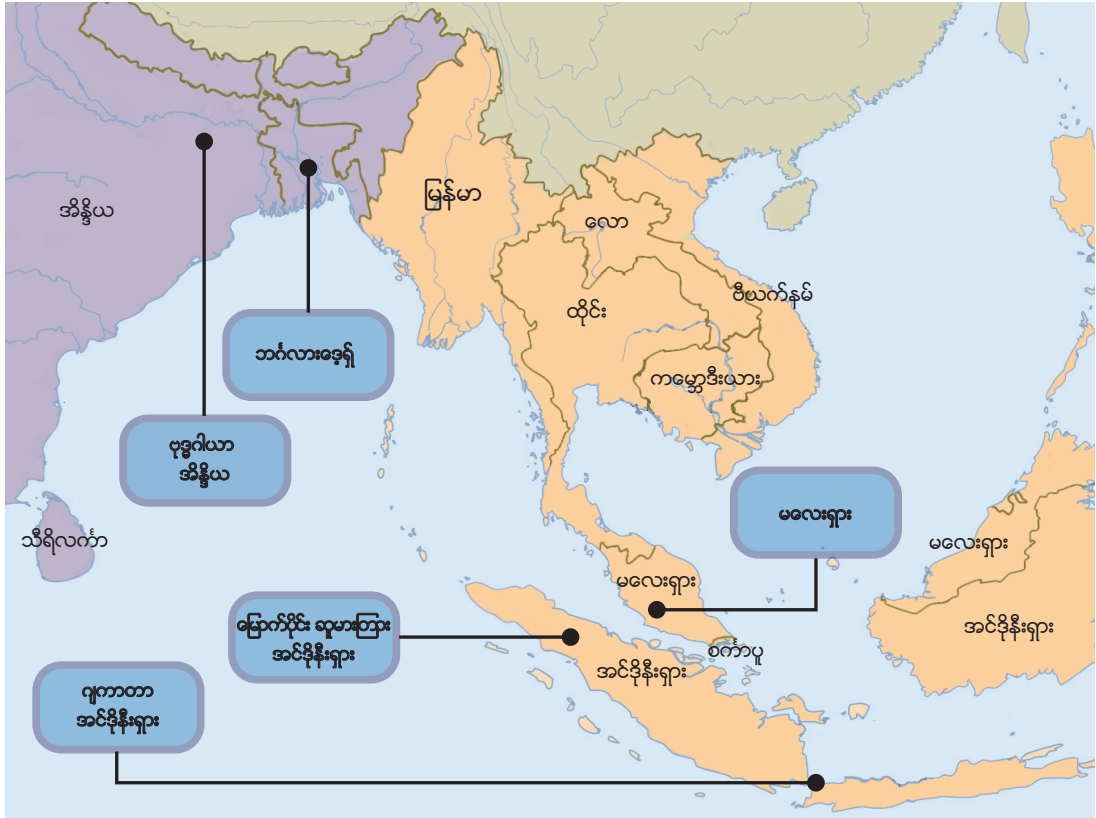 မြန်မာ
အိန္ဒိယ
လော
ဗီယက်နမ်
ထိုင်း
ဘင်္ဂလားဒေ့ရှ်
ကမ္ဘောဒီးယား
ဗုဒ္ဓဂါယာ
အိန္ဒိယ
မလေးရှား
သီရိလင်္ကာ
မလေးရှား
မလေးရှား
မြောက်ပိုင်း ဆူမားတြား
အင်ဒိုနီးရှား
အင်ဒိုနီးရှား
စင်္ကာပူ
အင်ဒိုနီးရှား
ဂျကာတာ
အင်ဒိုနီးရှား